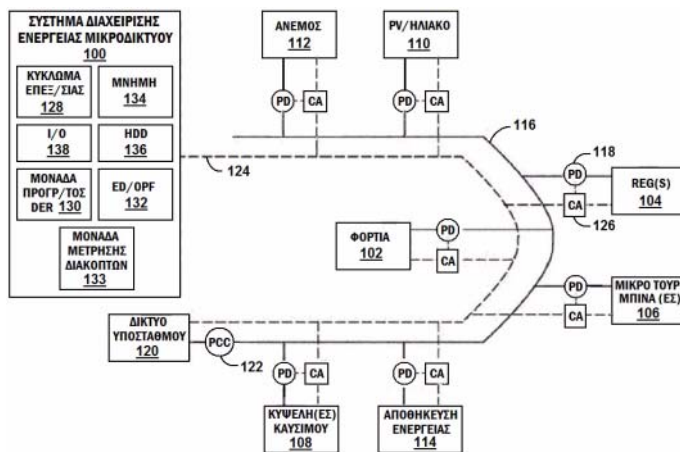 ΣΥΣΤΗΜΑ ΔΙΑΧΕΙΡΙΣΗΣ
ΕΝΕΡΓΕΙΑΣ ΜΙΚΡΟΔΙΚΤΥΟΥ
100
ΚΥΚΛΩΜΑ
ΕΠΕΞ/ΣΙΑΣ
128
ΜΝΗΜΗ
134
I/O
138
HDD
136
ΜΟΝΑΔΑ
ΠΡΟΓΡ/ΤΟΣ
DER 130
ED/OPF
132
ΜΟΝΑΔΑ
ΜΕΤΡΗΣΗΣ
ΔΙΑΚΟΠΤΩΝ
133
ΑΝΕΜΟΣ
112
PV/ΗΛΙΑΚΟ
110
PD
CA
PD
CA
116
124
118
PD
REG(S)
104
CA
126
ΦΟΡΤΙΑ
102
PD
CA
PD
ΜΙΚΡΟ ΤΟΥΡ
ΜΠΙΝΑ (ΕΣ)
106
CA
ΔΙΚΤΥΟ
ΥΠΟΣΤΑΘΜΟΥ
120
PCC
122
PD
CA
PD
CA
ΚΥΨΕΛΗ(ΕΣ)
ΚΑΥΣΙΜΟΥ
108
ΑΠΟΘΗΚΕΥΣΗ
ΕΝΕΡΓΕΙΑΣ
114